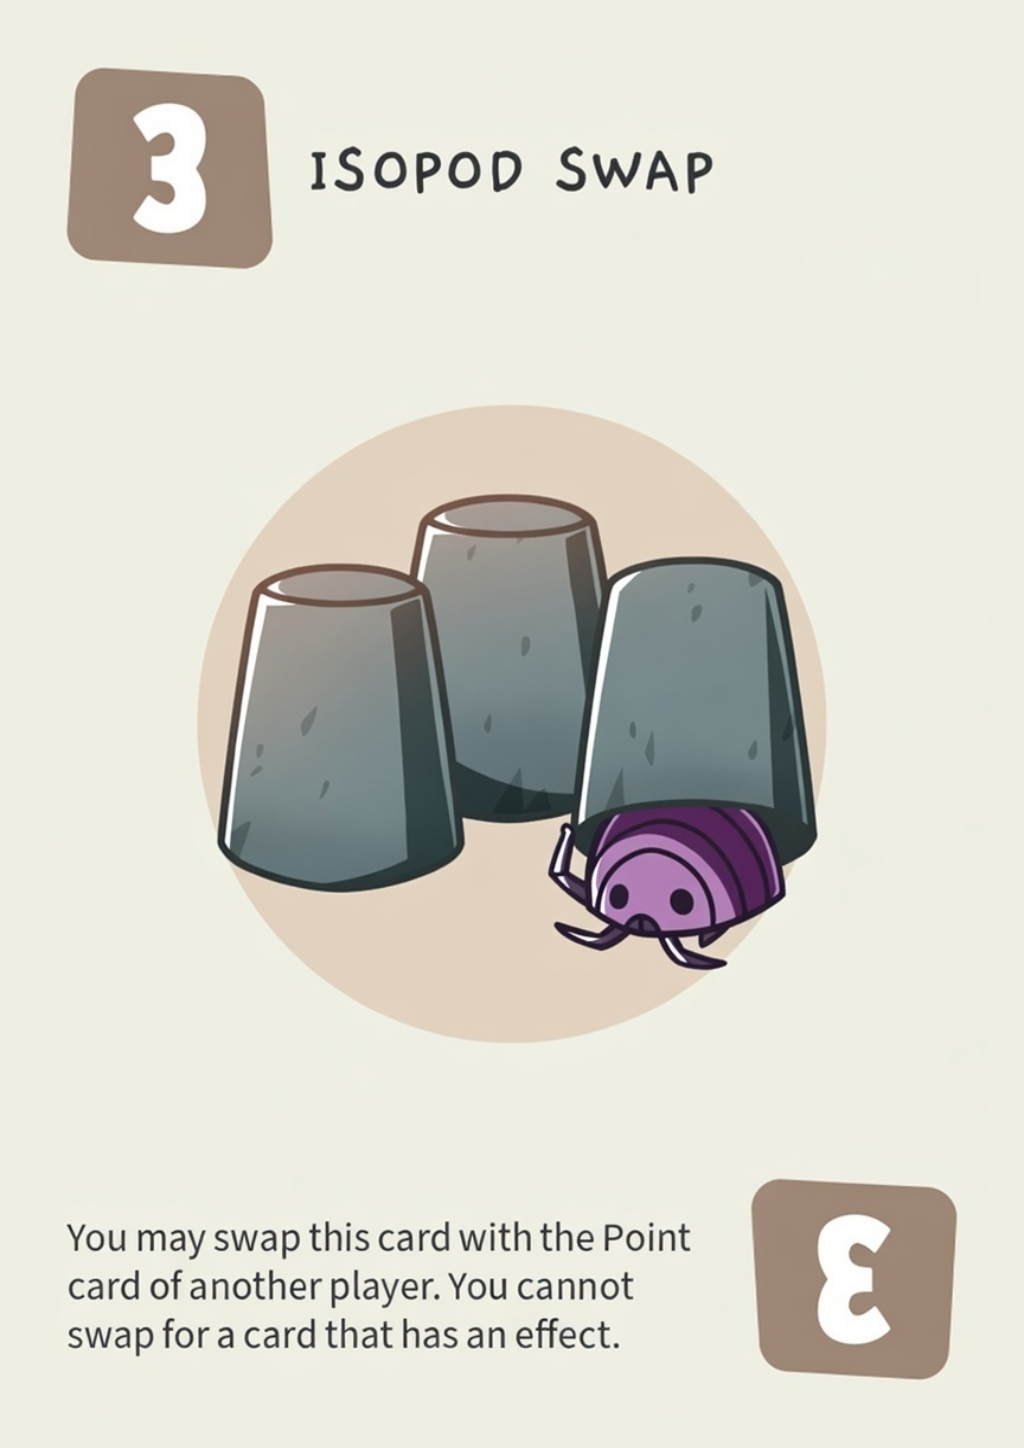 3
ISOPOD SWAP
You may swap this card with the Point
card of another player. You cannot
swap for a card that has an effect.
3